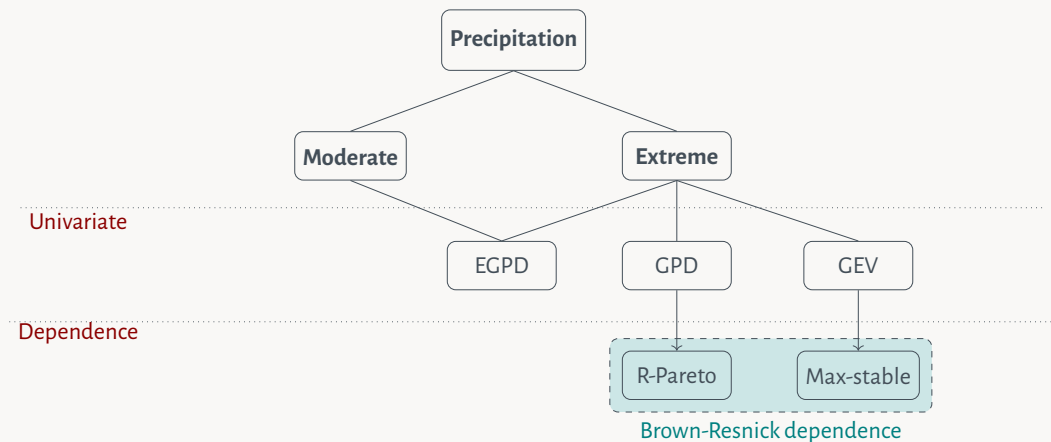 Precipitation
Moderate
Extreme
Univariate
EGPD
GPD
GEV
Dependence
R-Pareto
Max-stable
Brown-Resnick dependence